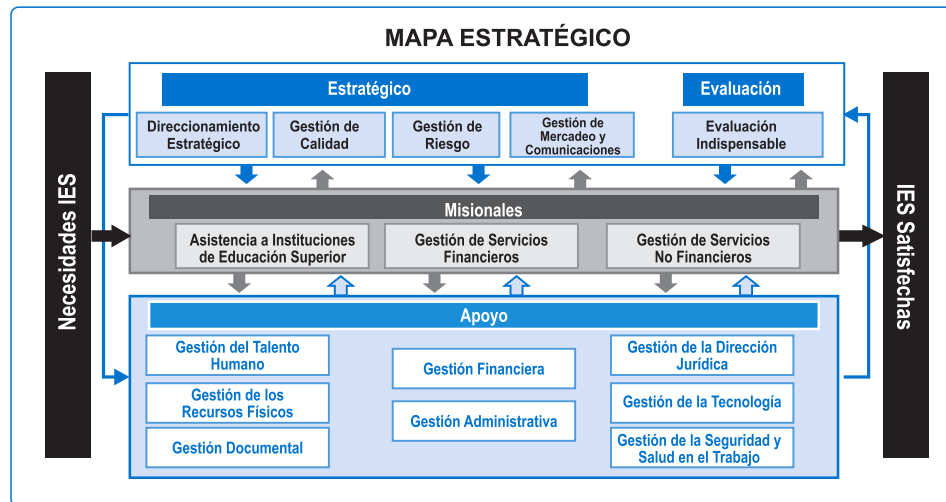 MAPA ESTRATÉGICO
Necesidades IES
Estratégico
Evaluación
Direccionamiento
Estratégico
Gestión de
Calidad
Gestión de
Riesgo
Gestión de
Mercadeo y
Comunicaciones
Evaluación
Indispensable
Misionales
Asistencia a Instituciones
de Educación Superior
Gestión de Servicios
Financieros
Gestión de Servicios
No Financieros
Apoyo
Gestión del Talento
Humano
Gestión de los
Recursos Físicos
Gestión Documental
Gestión Financiera
Gestión Administrativa
Gestión de la Dirección
Jurídica
Gestión de la Tecnología
Gestión de la Seguridad y
Salud en el Trabajo
IES Satisfechas